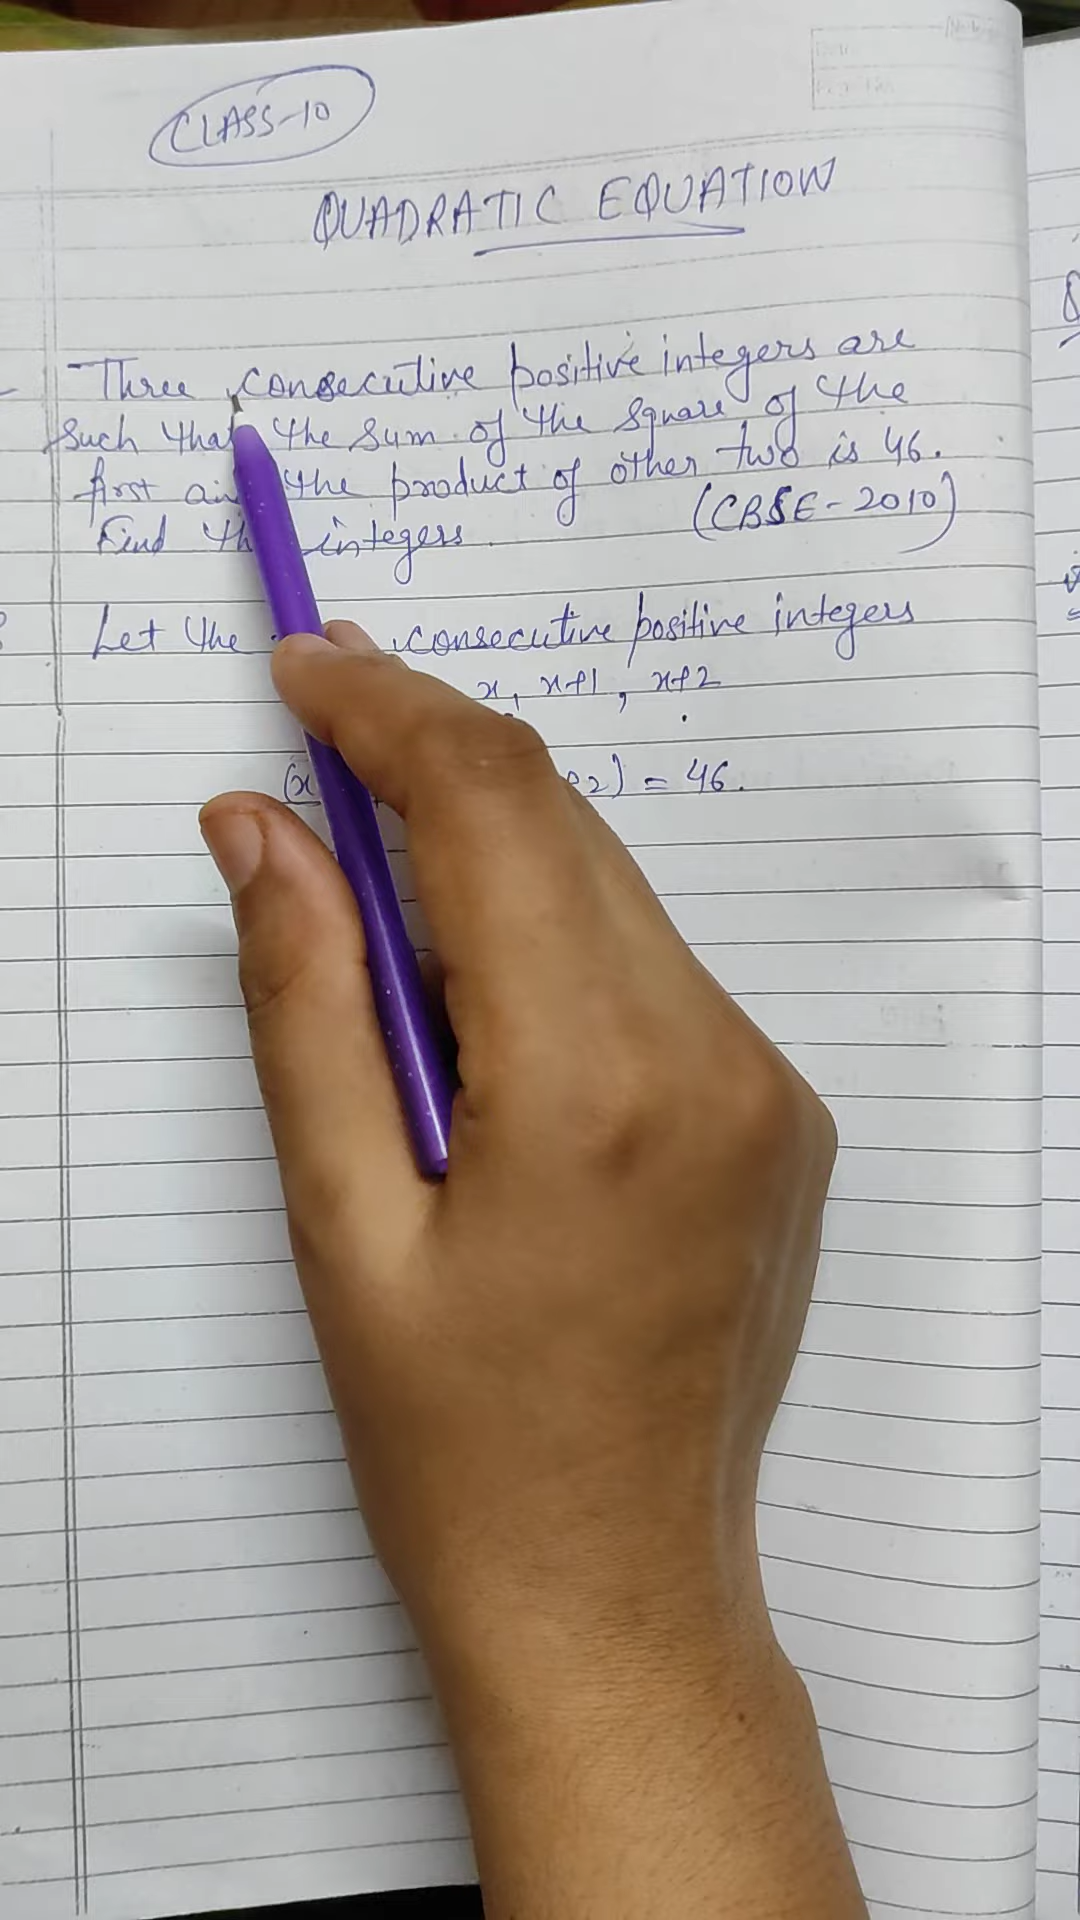 CLASS-10
QUADRATIC EQUATION
Three consecutive positive integers are
such that the sum of the square of the
first the product of other two is 46.
Find integers. (CBSE-2010)
Let the consecutive positive integers
x, x+1, x+2
(x +2) = 46.